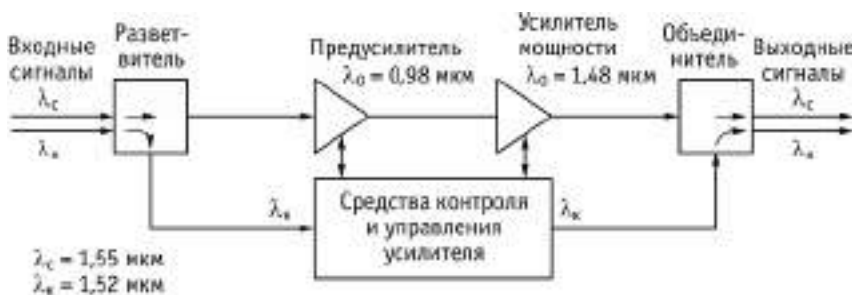 Входные
сигналы
λс
λк
Развет-
витель
Предусилитель
λ0 = 0,98 мкм
Усилитель
мощности
λ0 = 1,48 мкм
Объеди-
нитель
Выходные
сигналы
λс
λк
λк
Средства контроля
и управления
усилителя
λк
λс = 1,55 мкм
λк = 1,52 мкм